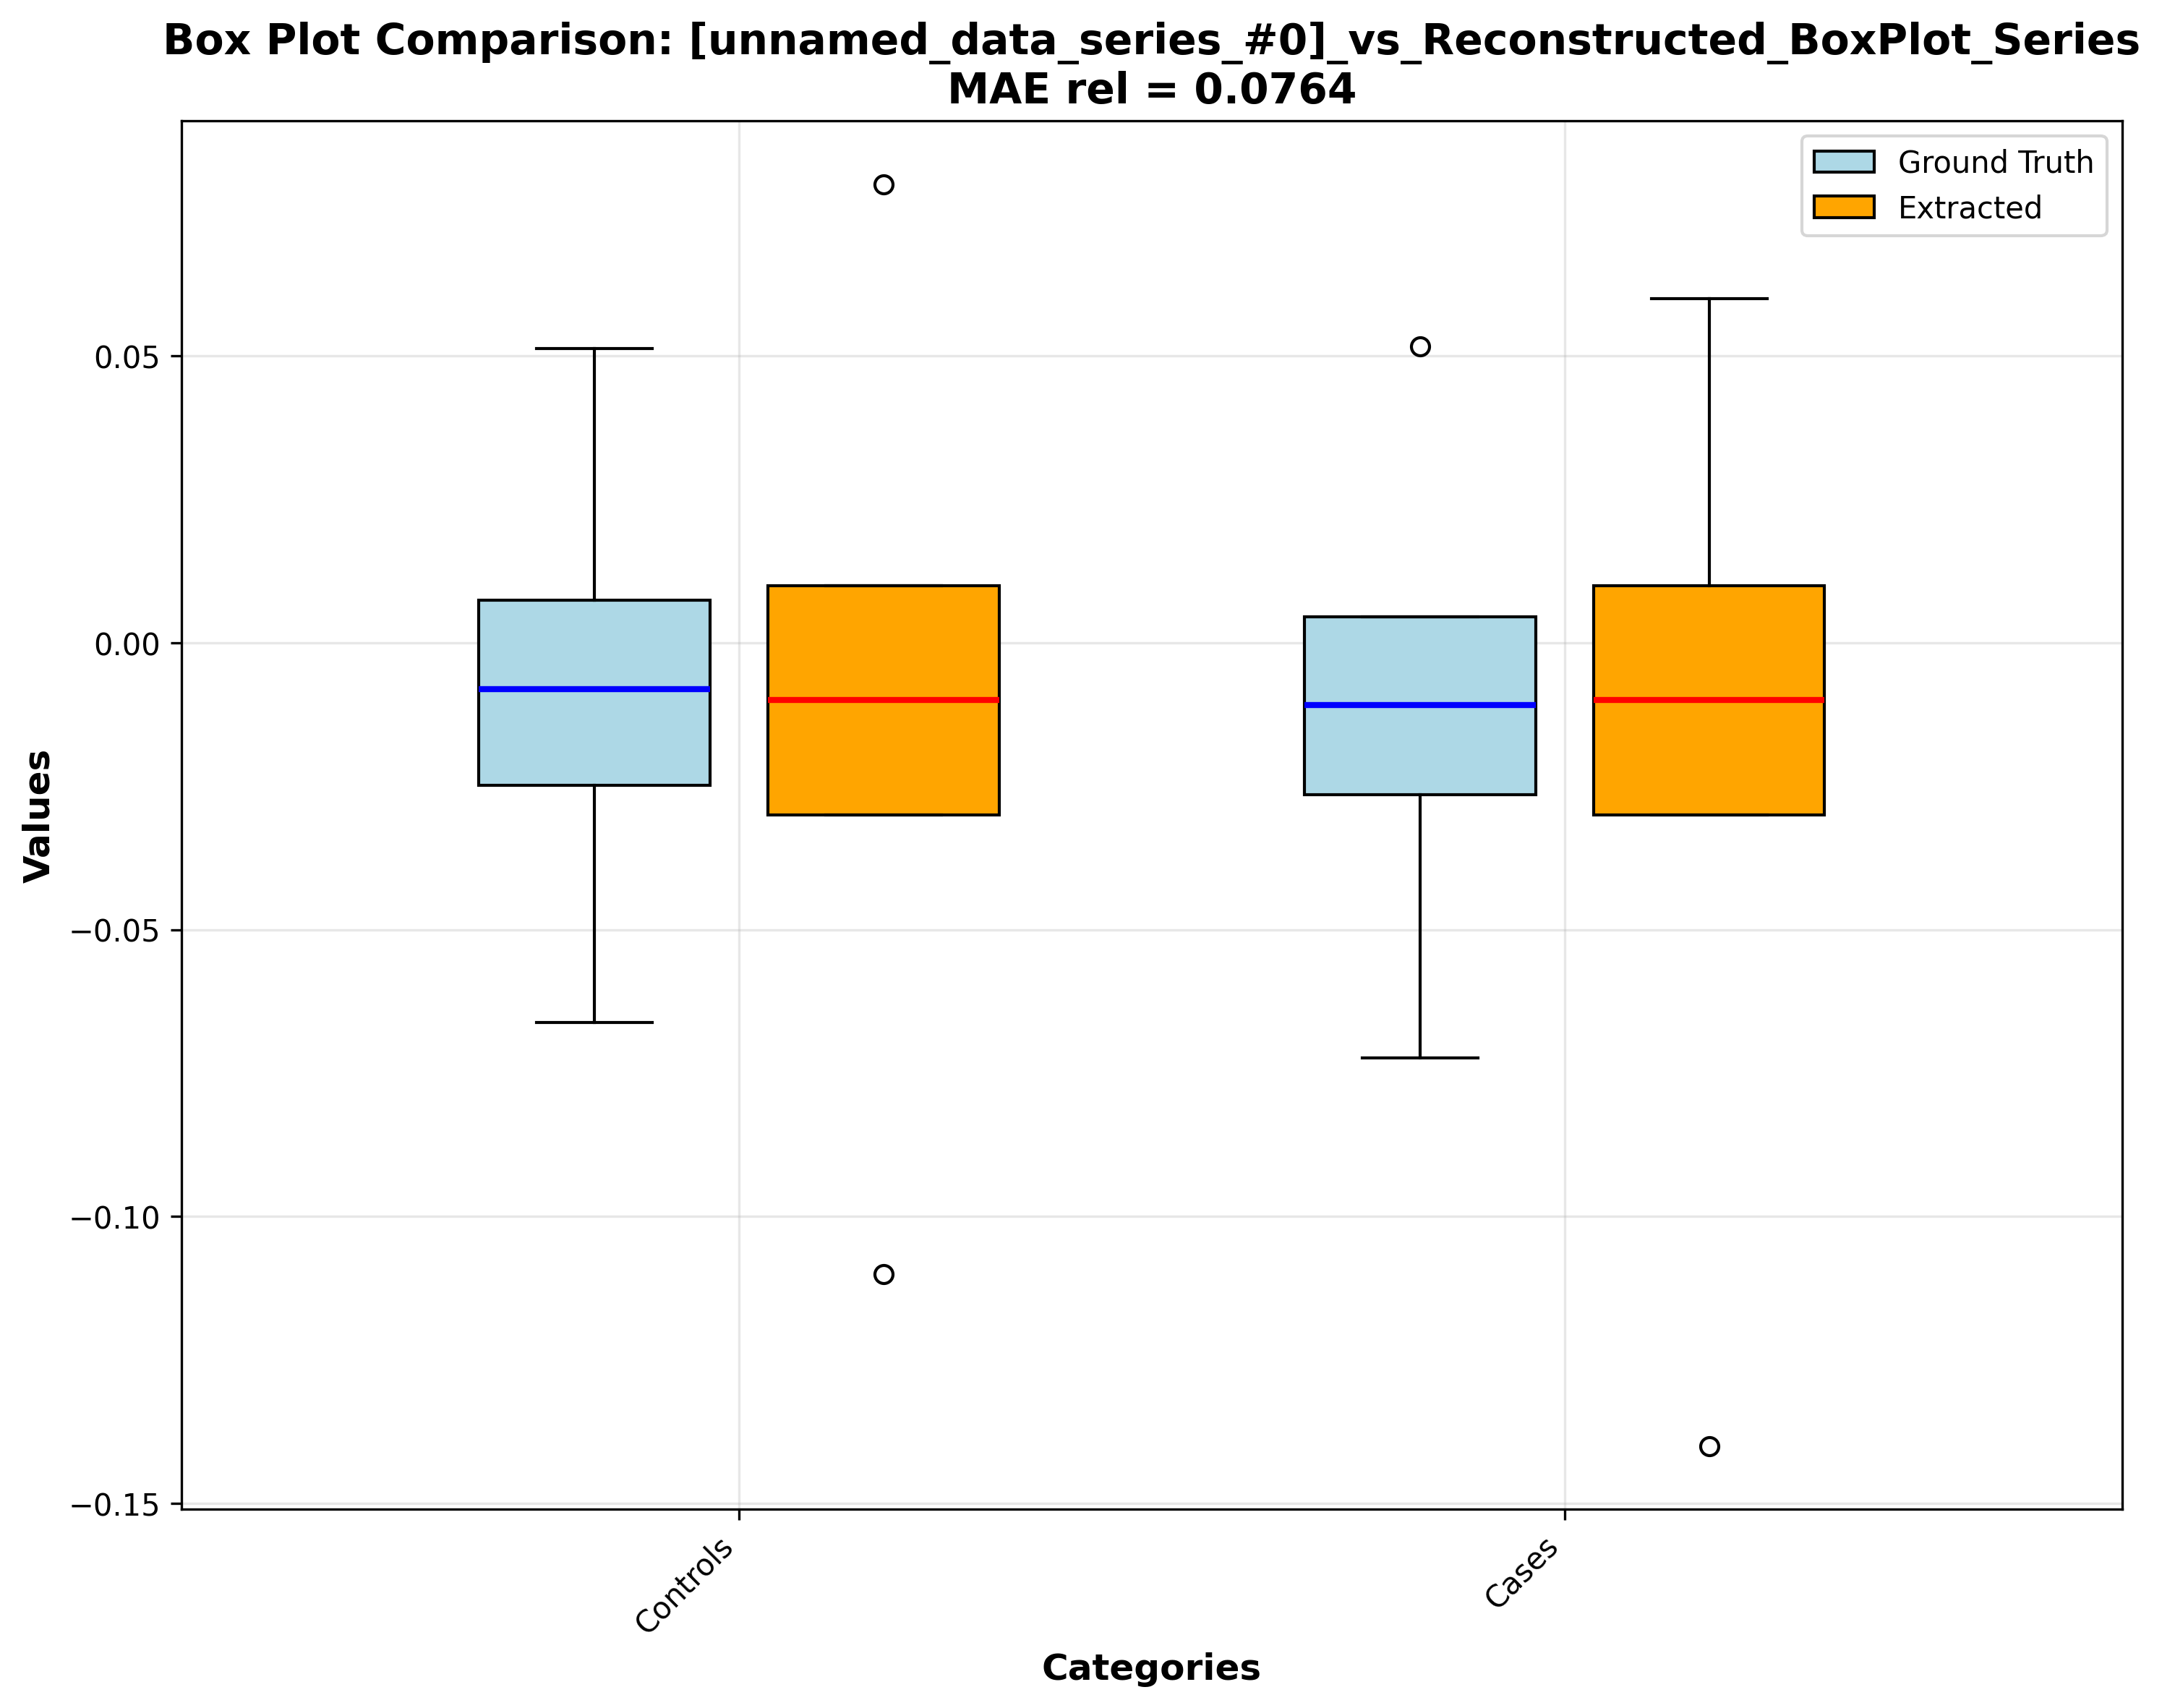 Box Plot Comparison: [unnamed_data_series_#0]_vs_Reconstructed_BoxPlot_Series
MAE rel = 0.0764
Ground Truth
Extracted
0.05
0.00
−0.05
−0.10
−0.15
Values
Controls
Cases
Categories